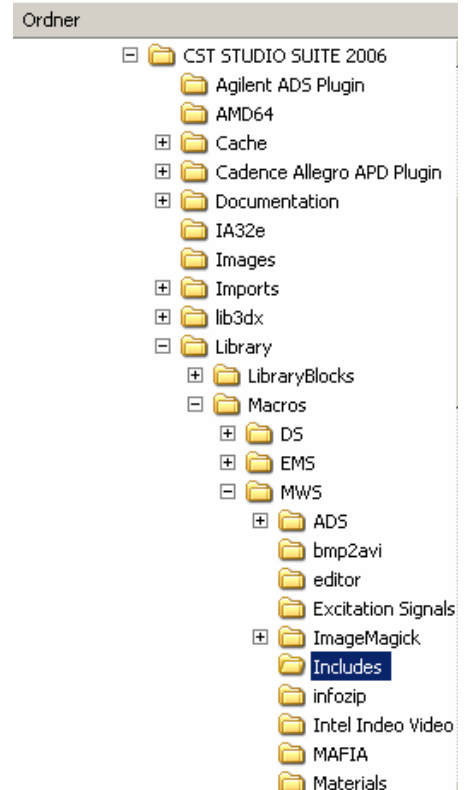 Ordner
CST STUDIO SUITE 2006
Agilent ADS Plugin
AMD64
Cache
Cadence Allegro APD Plugin
Documentation
IA32e
Images
Imports
lib3dx
Library
LibraryBlocks
Macros
DS
EMS
MWS
ADS
bmp2avi
editor
Excitation Signals
ImageMagick
Includes
infozip
Intel Indeo Video
MAFIA
Materials